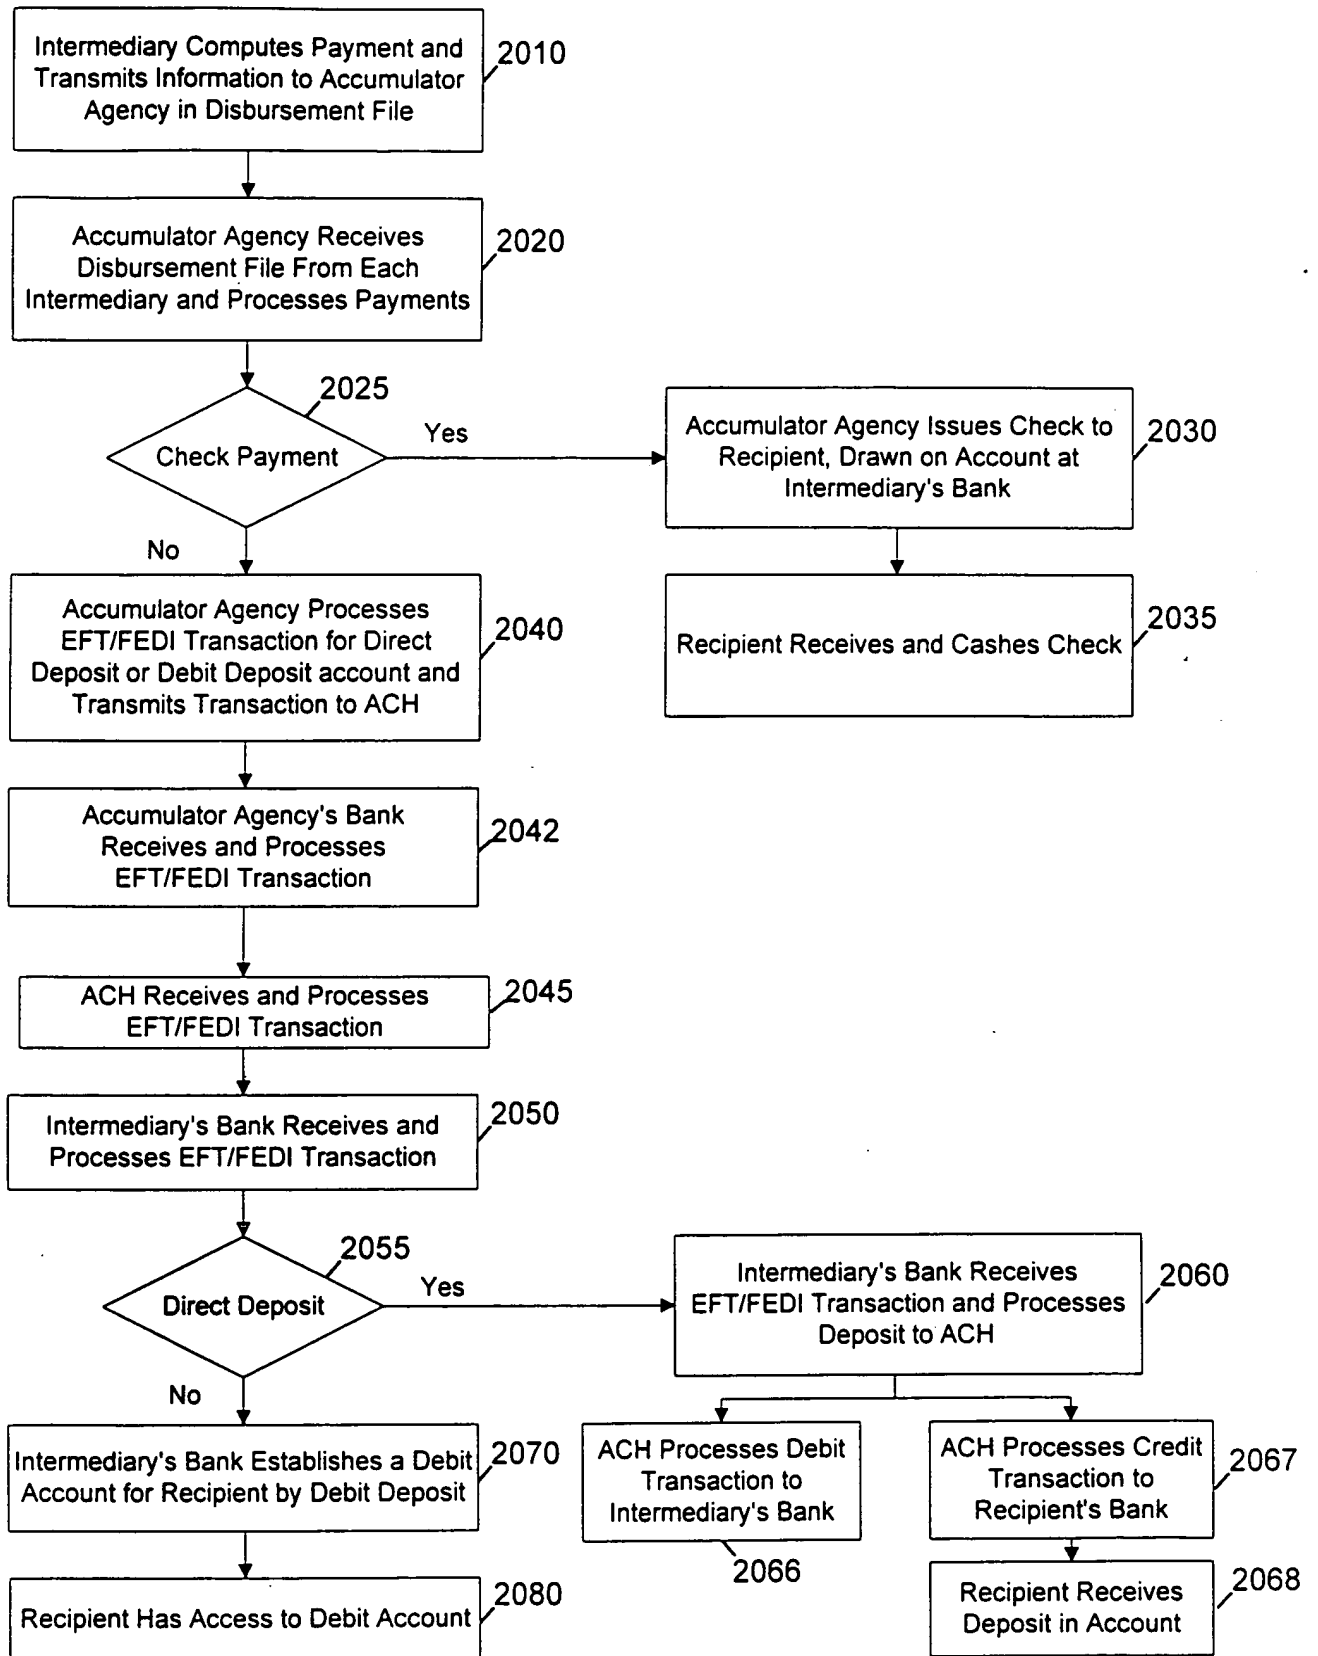 Intermediary Computes Payment and
Transmits Information to Accumulator
Agency in Disbursement File
2010
Accumulator Agency Receives
Disbursement File From Each
Intermediary and Processes Payments
2020
2025
Check Payment
Yes
No
Accumulator Agency Issues Check to
Recipient, Drawn on Account at
Intermediary's Bank
2030
Recipient Receives and Cashes Check
2035
Accumulator Agency Processes
EFT/FEDI Transaction for Direct
Deposit or Debit Deposit account and
Transmits Transaction to ACH
2040
Accumulator Agency's Bank
Receives and Processes
EFT/FEDI Transaction
2042
ACH Receives and Processes
EFT/FEDI Transaction
2045
Intermediary's Bank Receives and
Processes EFT/FEDI Transaction
2050
2055
Direct Deposit
Yes
No
Intermediary's Bank Receives
EFT/FEDI Transaction and Processes
Deposit to ACH
2060
ACH Processes Debit
Transaction to
Intermediary's Bank
2066
ACH Processes Credit
Transaction to
Recipient's Bank
2067
Recipient Receives
Deposit in Account
2068
Intermediary's Bank Establishes a Debit
Account for Recipient by Debit Deposit
2070
Recipient Has Access to Debit Account
2080